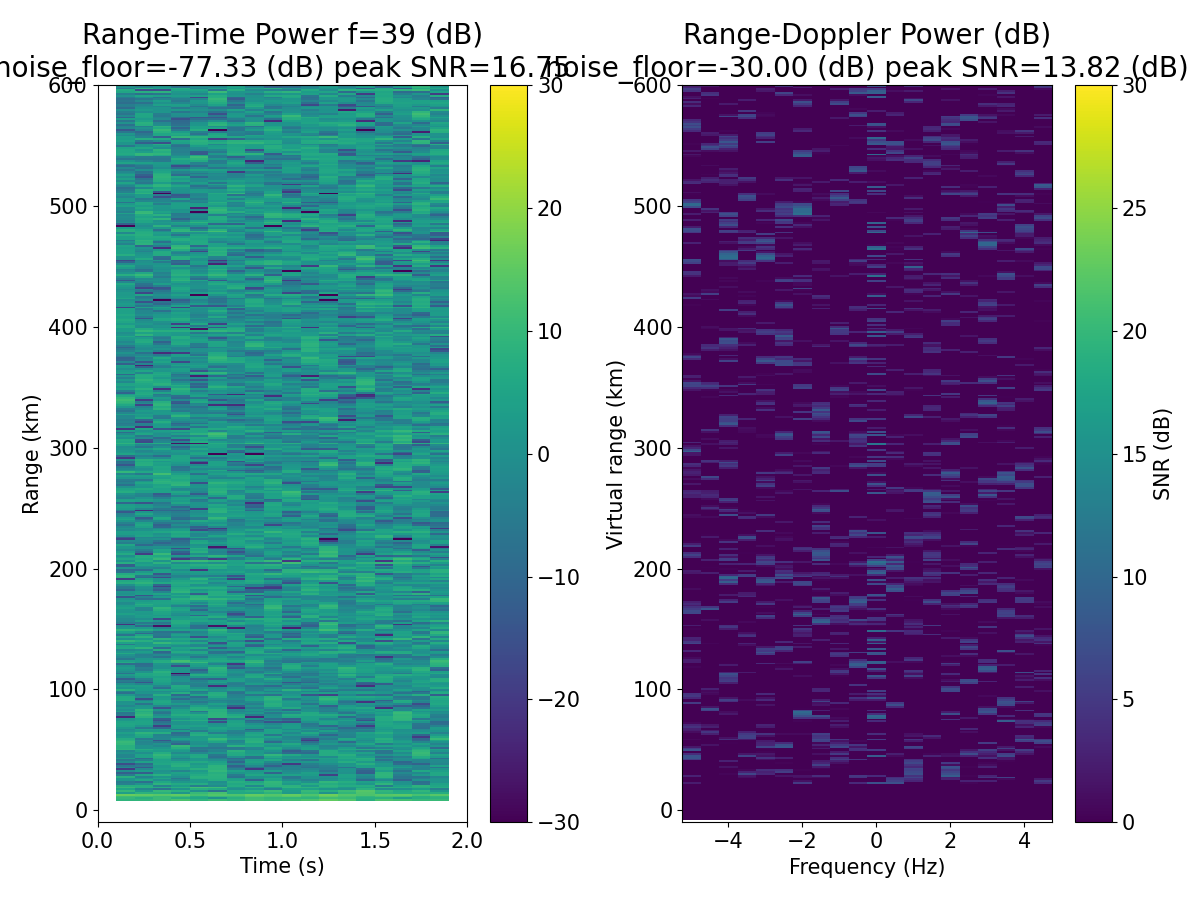 Range-Time Power f=39 (dB)
noise_floor=-77.33 (dB) peak SNR=16.75
Range-Doppler Power (dB)
noise_floor=-30.00 (dB) peak SNR=13.82 (dB)
Range (km)
600
500
400
300
200
100
0
0.0 0.5 1.0 1.5 2.0
Time (s)
30
20
10
0
−10
−20
−30
Virtual range (km)
600
500
400
300
200
100
0
−4 −2 0 2 4
Frequency (Hz)
30
25
20
15
10
5
0
SNR (dB)